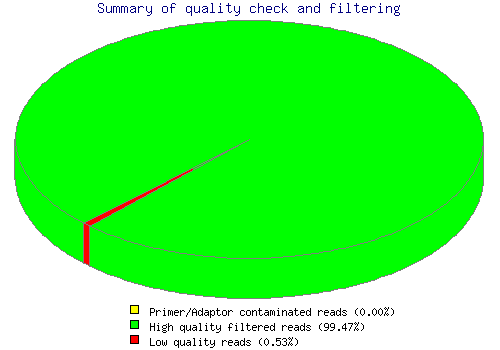 Summary of quality check and filtering
Primer/Adaptor contaminated reads (0.00%)
High quality filtered reads (99.47%)
Low quality reads (0.53%)